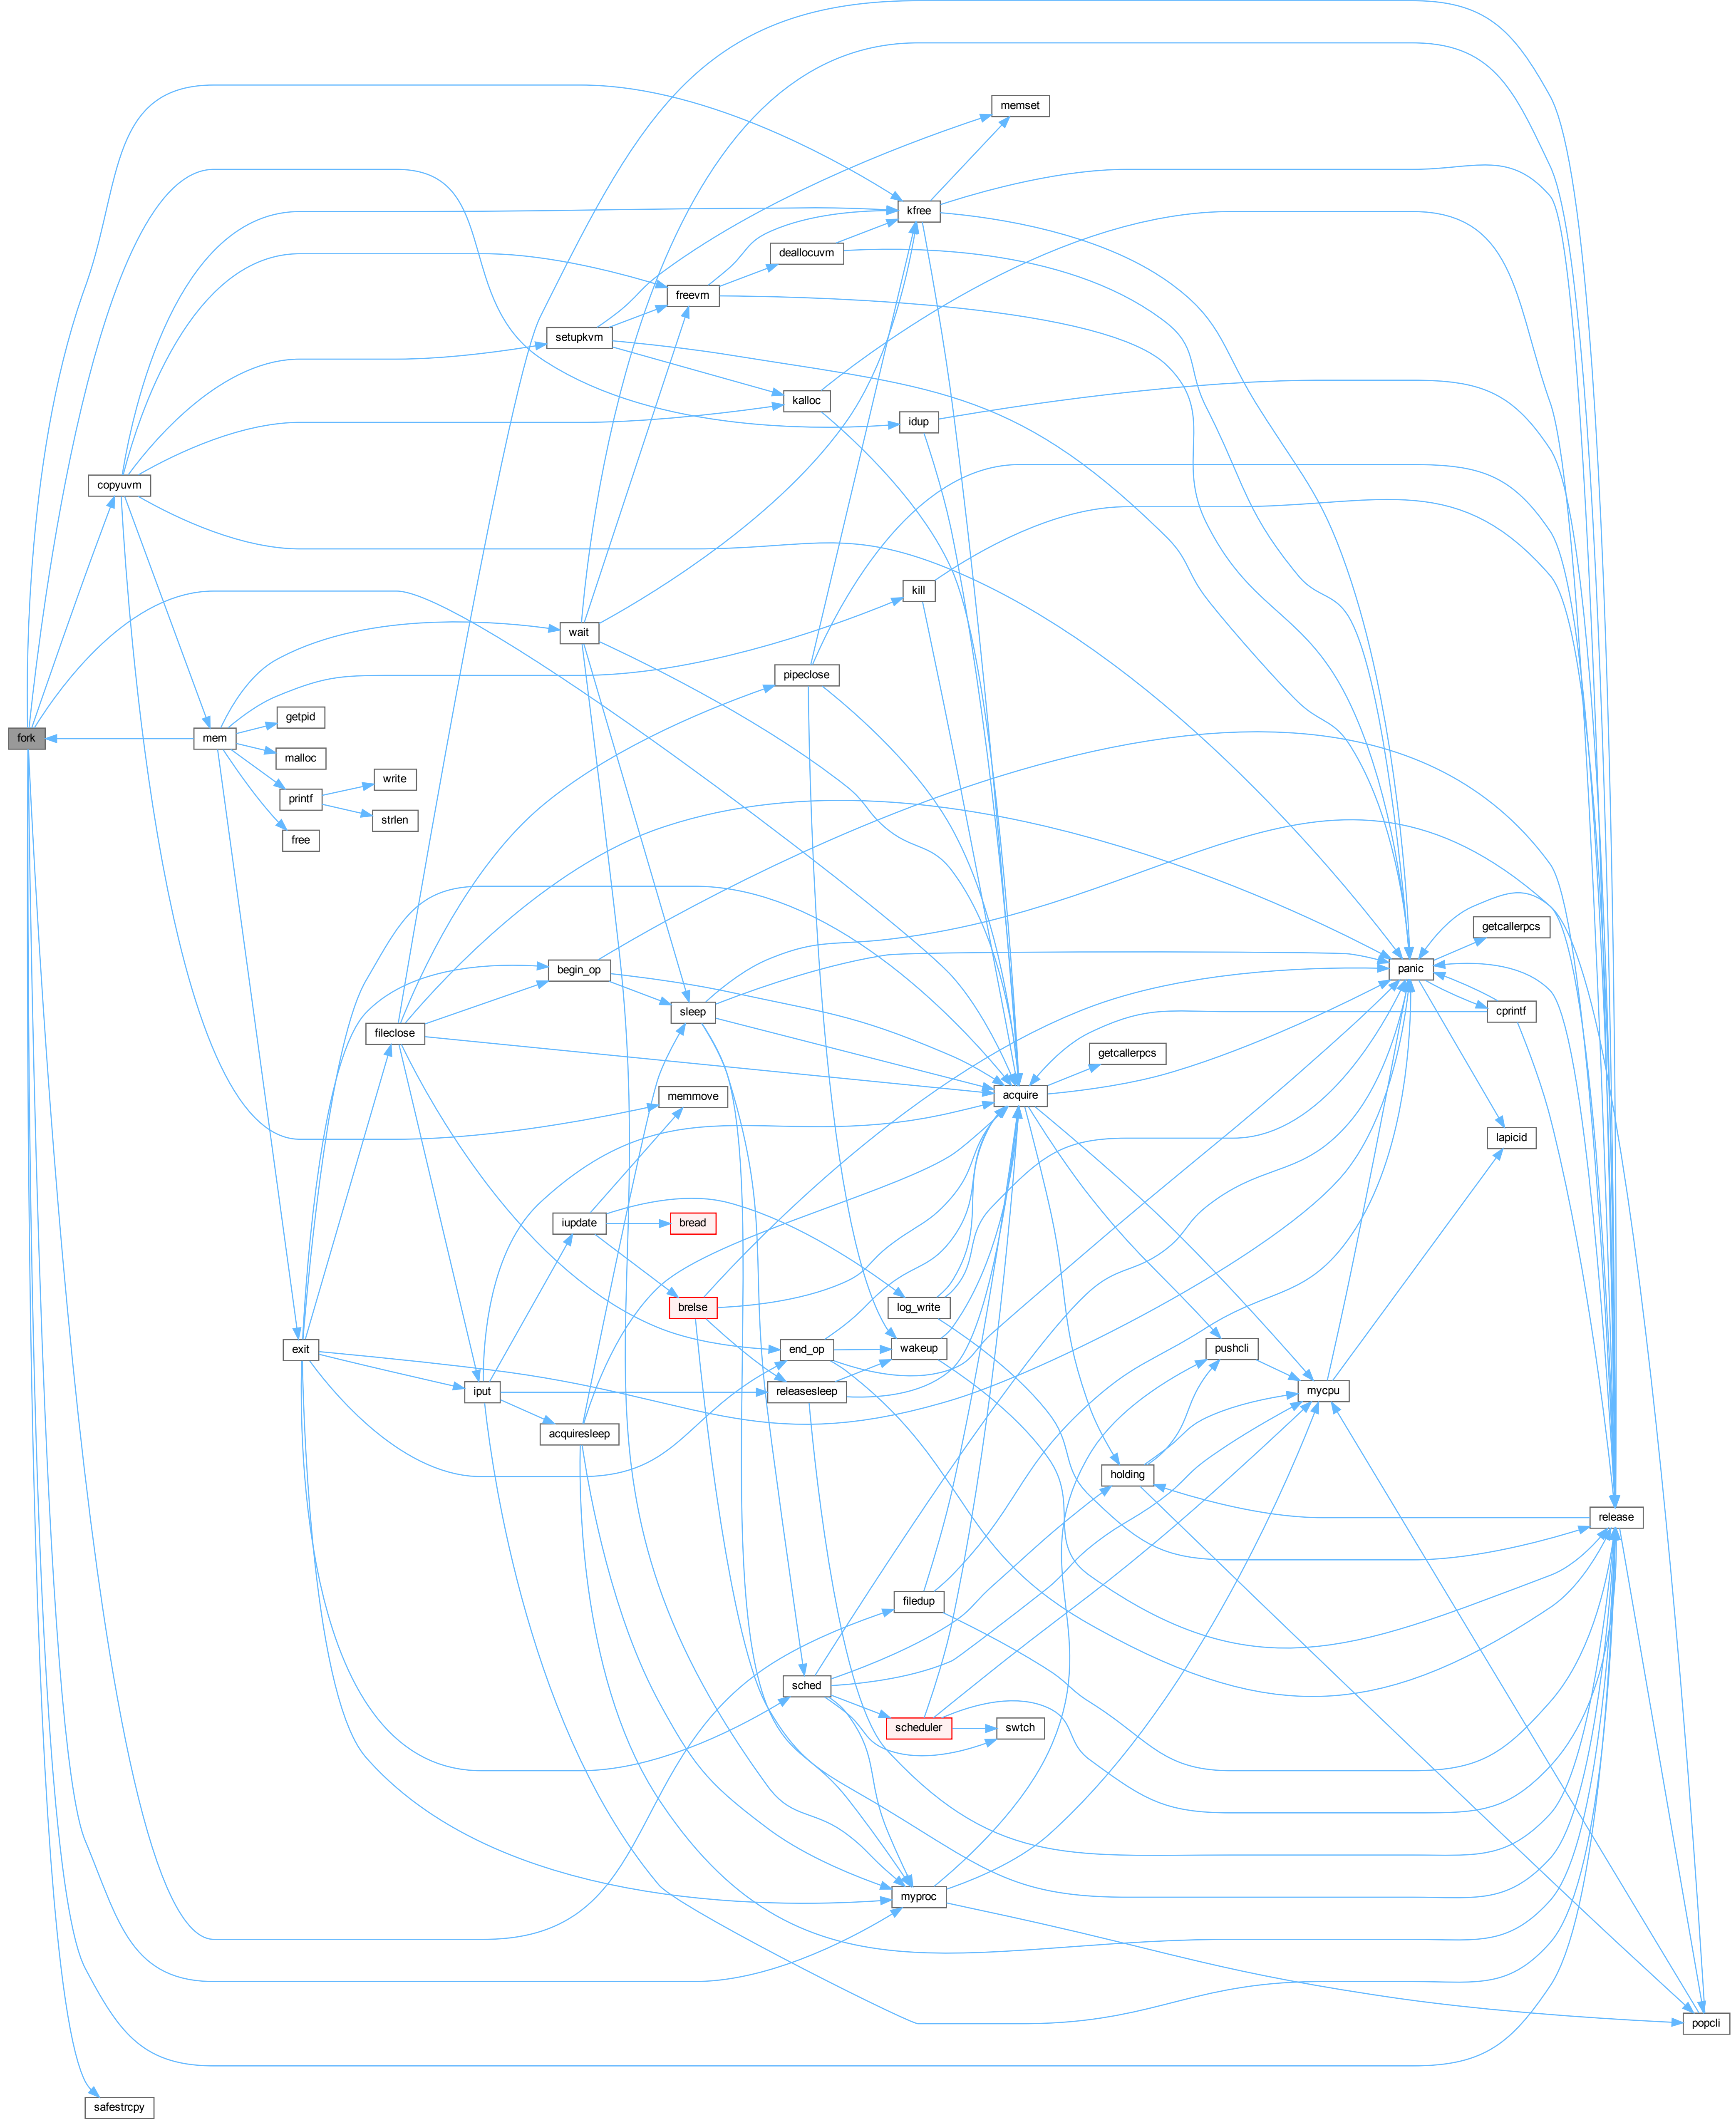 memset
kfree
deallocuvm
freevm
setupkvm
kalloc
idup
copyuvm
kill
wait
pipeclose
getpid
fork
mem
malloc
write
printf
strlen
free
getcallerpcs
begin_op
panic
sleep
cprintf
fileclose
getcallerpcs
acquire
memmove
lapicid
iupdate
bread
brelse
log_write
exit
end_op
wakeup
pushcli
iput
releasesleep
mycpu
acquiresleep
holding
release
filedup
sched
scheduler
swtch
myproc
popcli
safestrcpy